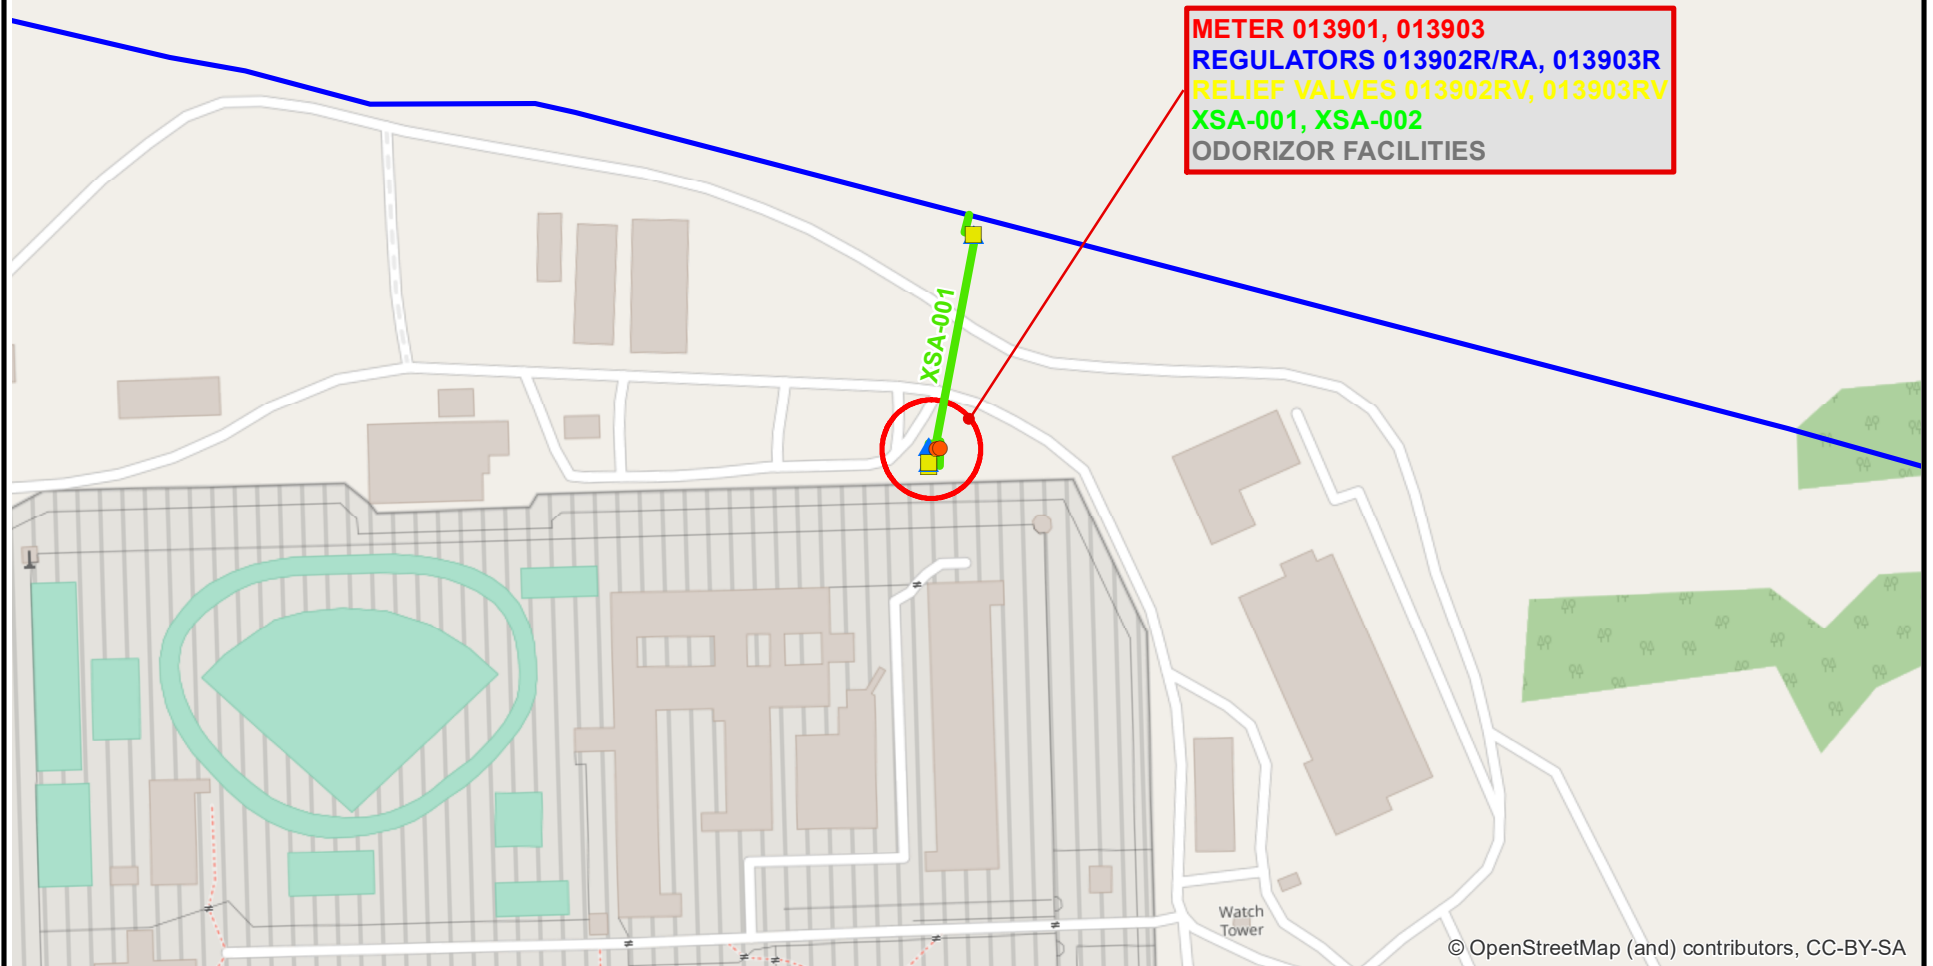 METER 013901, 013903
REGULATORS 013902R/RA, 013903R
RELIEF VALVES 013902RV, 013903RV
XSA-001, XSA-002
ODORIZOR FACILITIES
XSA-001
Watch
Tower
© OpenStreetMap (and) contributors, CC-BY-SA